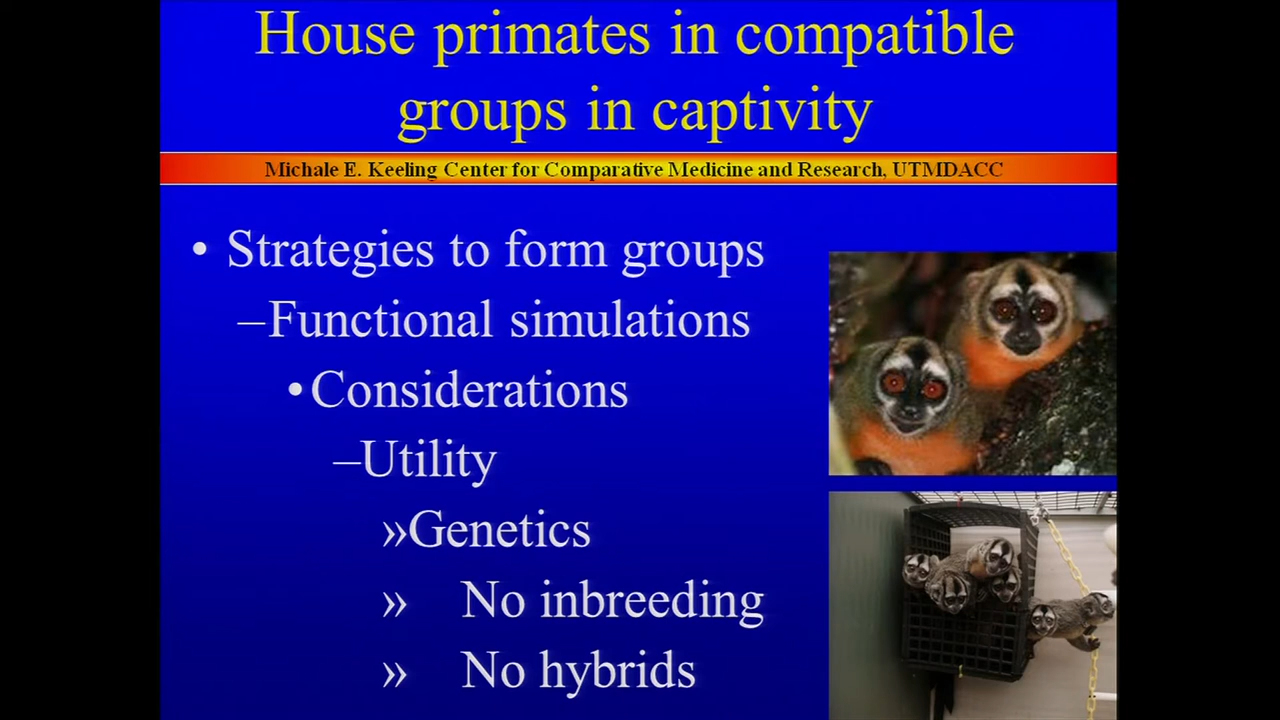 House primates in compatible
groups in captivity
Michale E. Keeling Center for Comparative Medicine and Research, UTMDACC
• Strategies to form groups
–Functional simulations
•Considerations
–Utility
»Genetics
» No inbreeding
» No hybrids